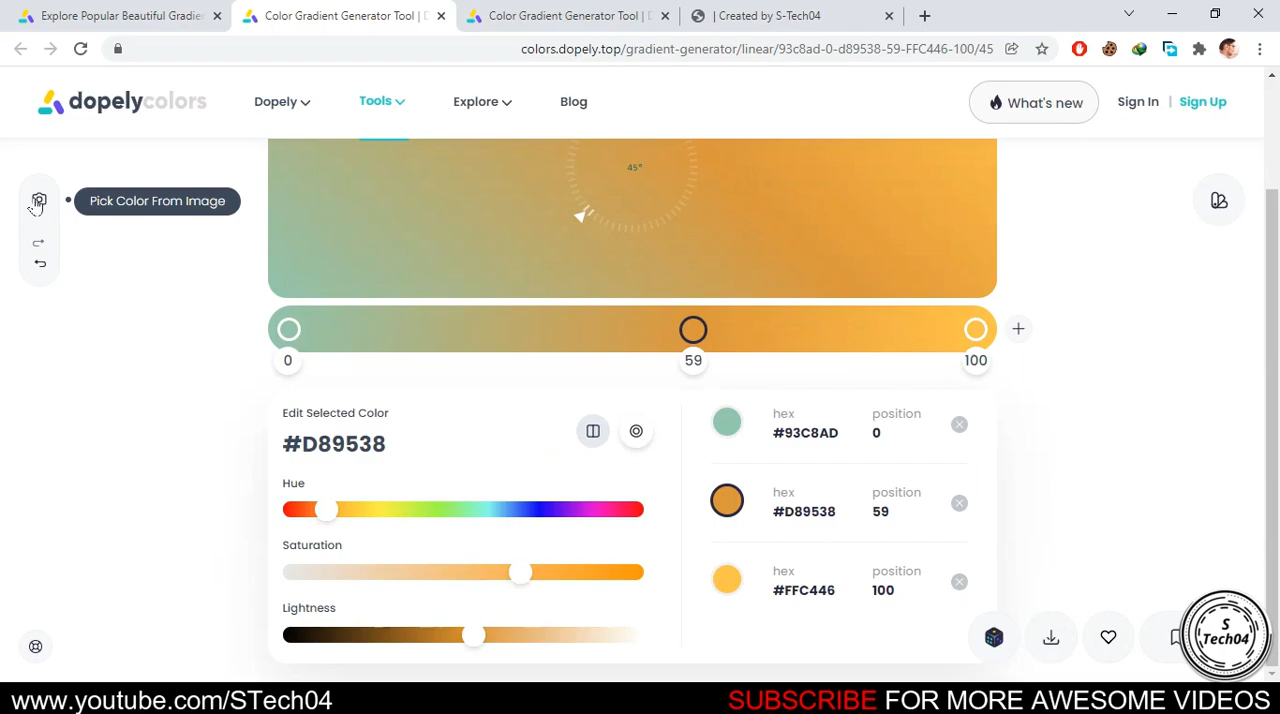 Explore Popular Beautiful Gradien
Color Gradient Generator Tool | D
Color Gradient Generator Tool | D
| Created by S-Tech04
colors.dopely.top/gradient-generator/linear/93c8ad-0-d89538-59-FFC446-100/45
dopelycolors
Dopely
Tools
Explore
Blog
What's new
Sign In | Sign Up
Pick Color From Image
45°
0
59
100
Edit Selected Color
#D89538
Hue
Saturation
Lightness
hex
position
#93C8AD
0
hex
position
#D89538
59
hex
position
#FFC446
100
S
Tech04
www.youtube.com/STech04
SUBSCRIBE FOR MORE AWESOME VIDEOS